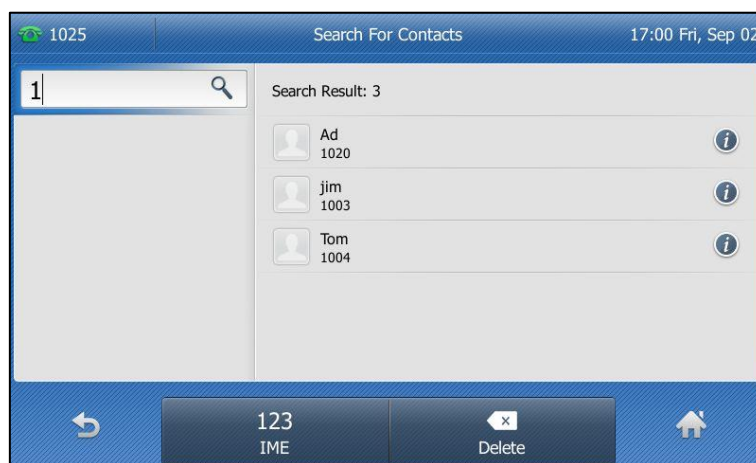 1025 Search For Contacts 17:00 Fri, Sep 02
1
Search Result: 3
Ad
1020
jim
1003
Tom
1004
123
IME
Delete